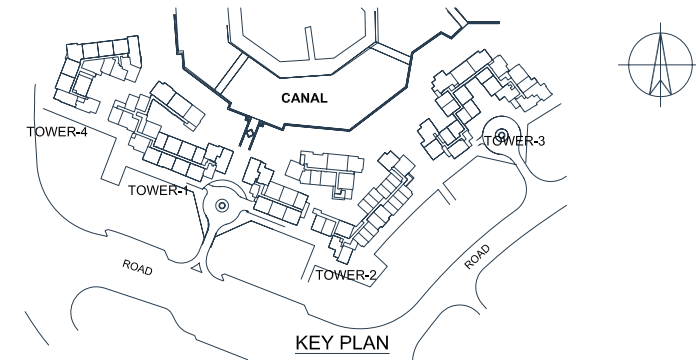 CANAL
TOWER-4
TOWER-3
TOWER-1
ROAD
ROAD
TOWER-2
KEY PLAN